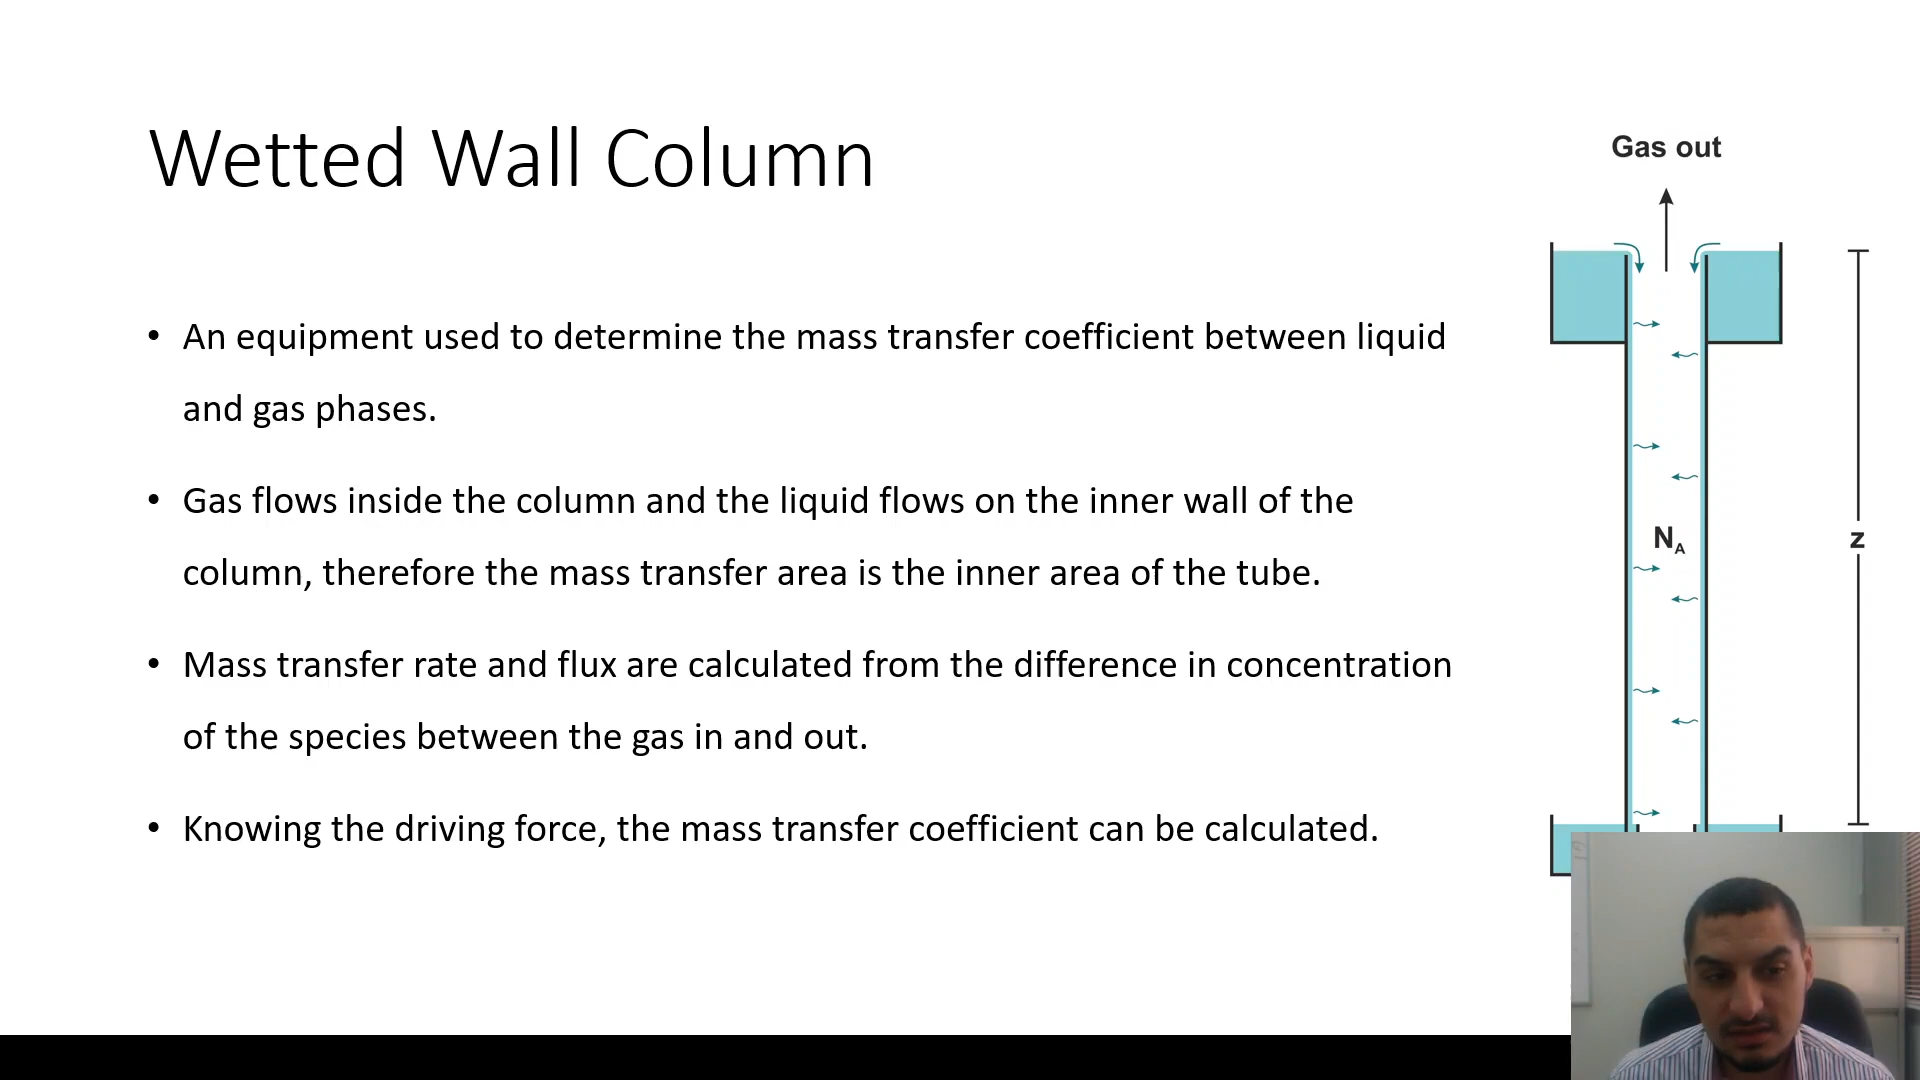 Wetted Wall Column
• An equipment used to determine the mass transfer coefficient between liquid
and gas phases.
• Gas flows inside the column and the liquid flows on the inner wall of the
column, therefore the mass transfer area is the inner area of the tube.
• Mass transfer rate and flux are calculated from the difference in concentration
of the species between the gas in and out.
• Knowing the driving force, the mass transfer coefficient can be calculated.
Gas out
N_A
z